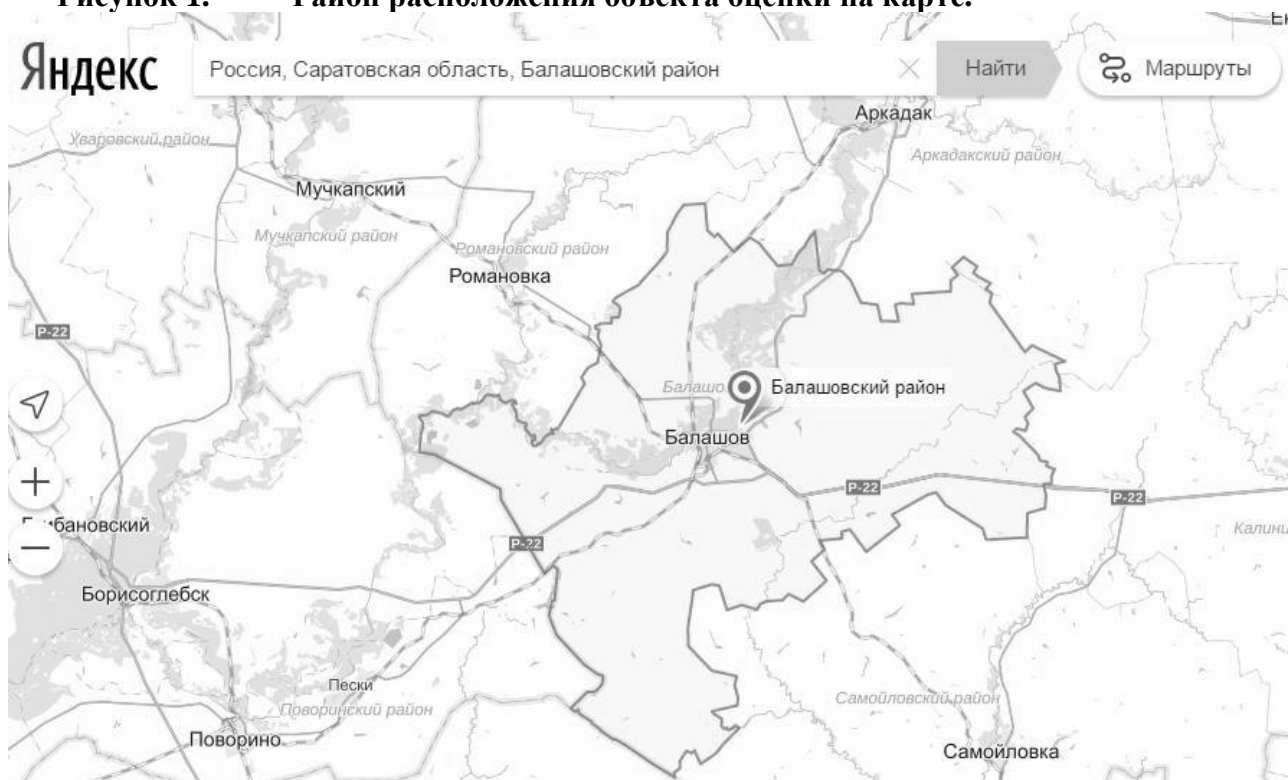 Рисунок 1. Район расположения объекта оценки на карте.
Яндекс
Россия, Саратовская область, Балашовский район
Найти
Маршруты
Аркадак
Уваровский район
Аркадакский район
Мучкапский
Мучкапский район
Романовский район
Романовка
Р-22
Балашо
Балашовский район
Балашов
Р-22
Р-22
Р-22
Борисоглебск
Пески
Поворинский район
Самойловский район
Поворино
Самойловка